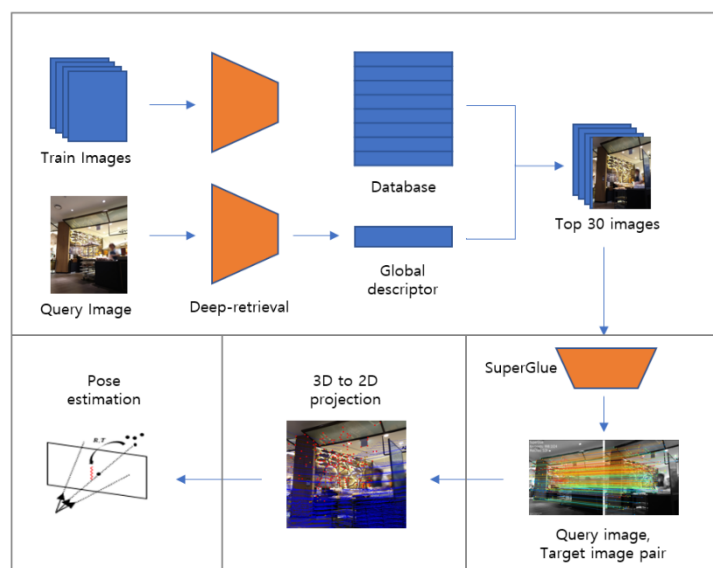 Train Images
Database
Top 30 images
Query Image
Deep-retrieval
Global
descriptor
SuperGlue
Query image,
Target image pair
3D to 2D
projection
Pose
estimation
R,T